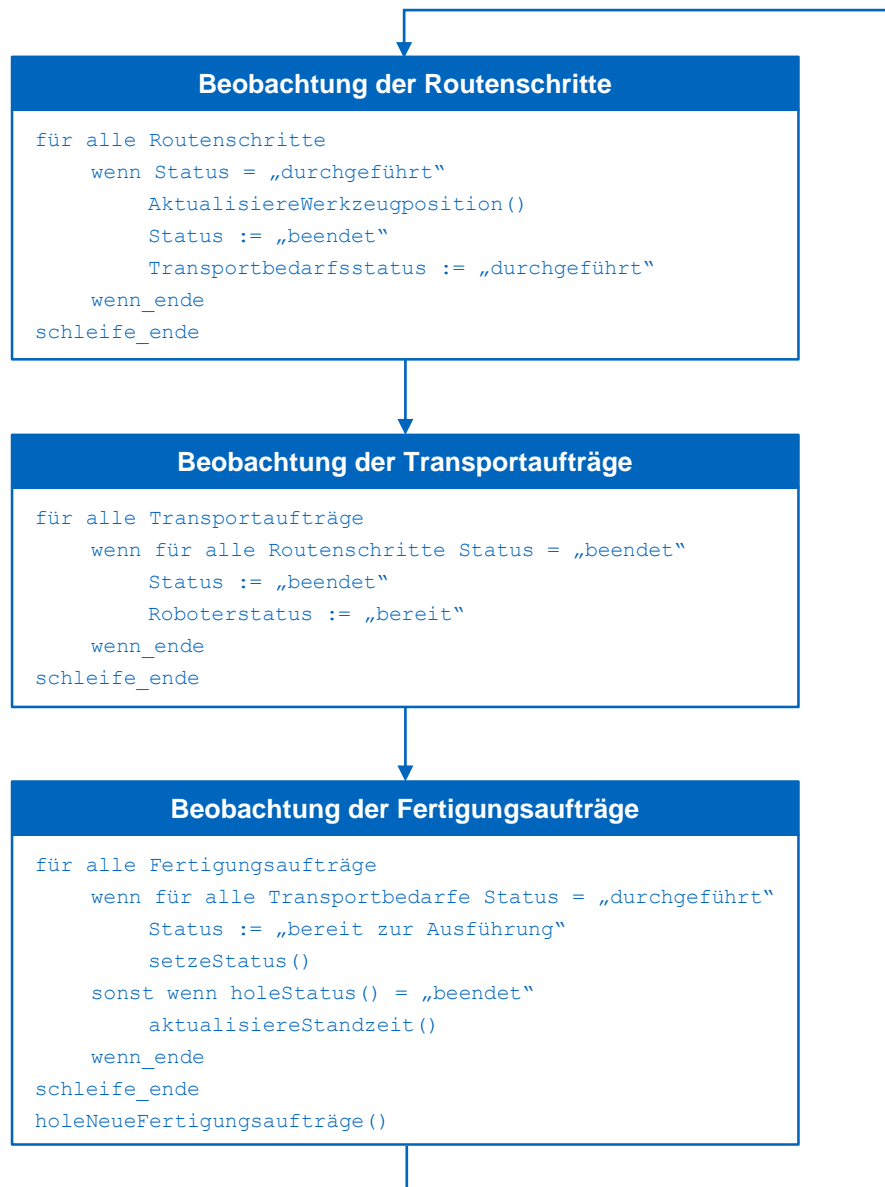 Beobachtung der Routenschritte
für alle Routenschritte
wenn Status = „durchgeführt“
AktualisiereWerkzeugposition()
Status := „beendet“
Transportbedarfsstatus := „durchgeführt“
wenn_ende
schleife_ende
Beobachtung der Transportaufträge
für alle Transportaufträge
wenn für alle Routenschritte Status = „beendet“
Status := „beendet“
Roboterstatus := „bereit“
wenn_ende
schleife_ende
Beobachtung der Fertigungsaufträge
für alle Fertigungsaufträge
wenn für alle Transportbedarfe Status = „durchgeführt“
Status := „bereit zur Ausführung“
setzeStatus()
sonst wenn holeStatus() = „beendet“
aktualisiereStandzeit()
wenn_ende
schleife_ende
holeNeueFertigungsaufträge()